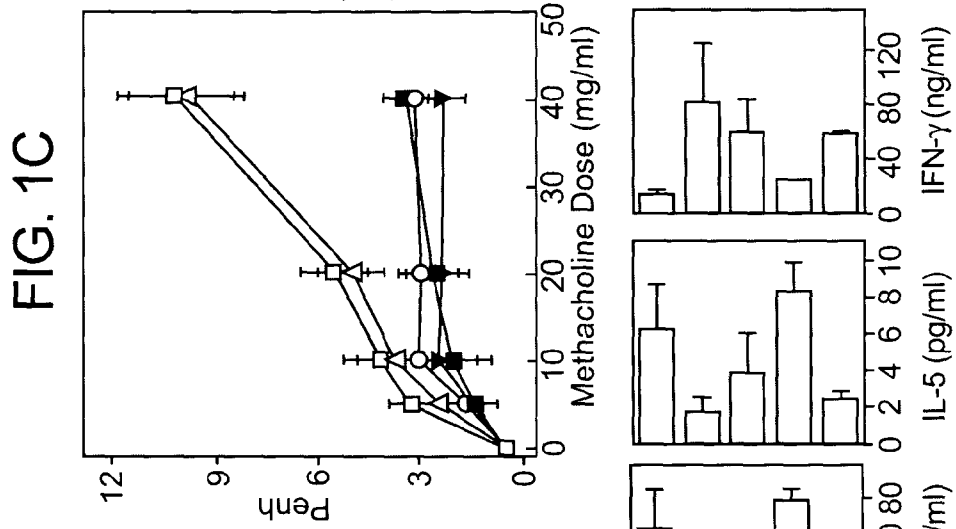 FIG. 1C
12
9
6
3
0
Penh
0 10 20 30 40 50
Methacholine Dose (mg/ml)
80
/ml)
0 2 4 6 8 10
IL-5 (pg/ml)
0 40 80 120
IFN-γ (ng/ml)